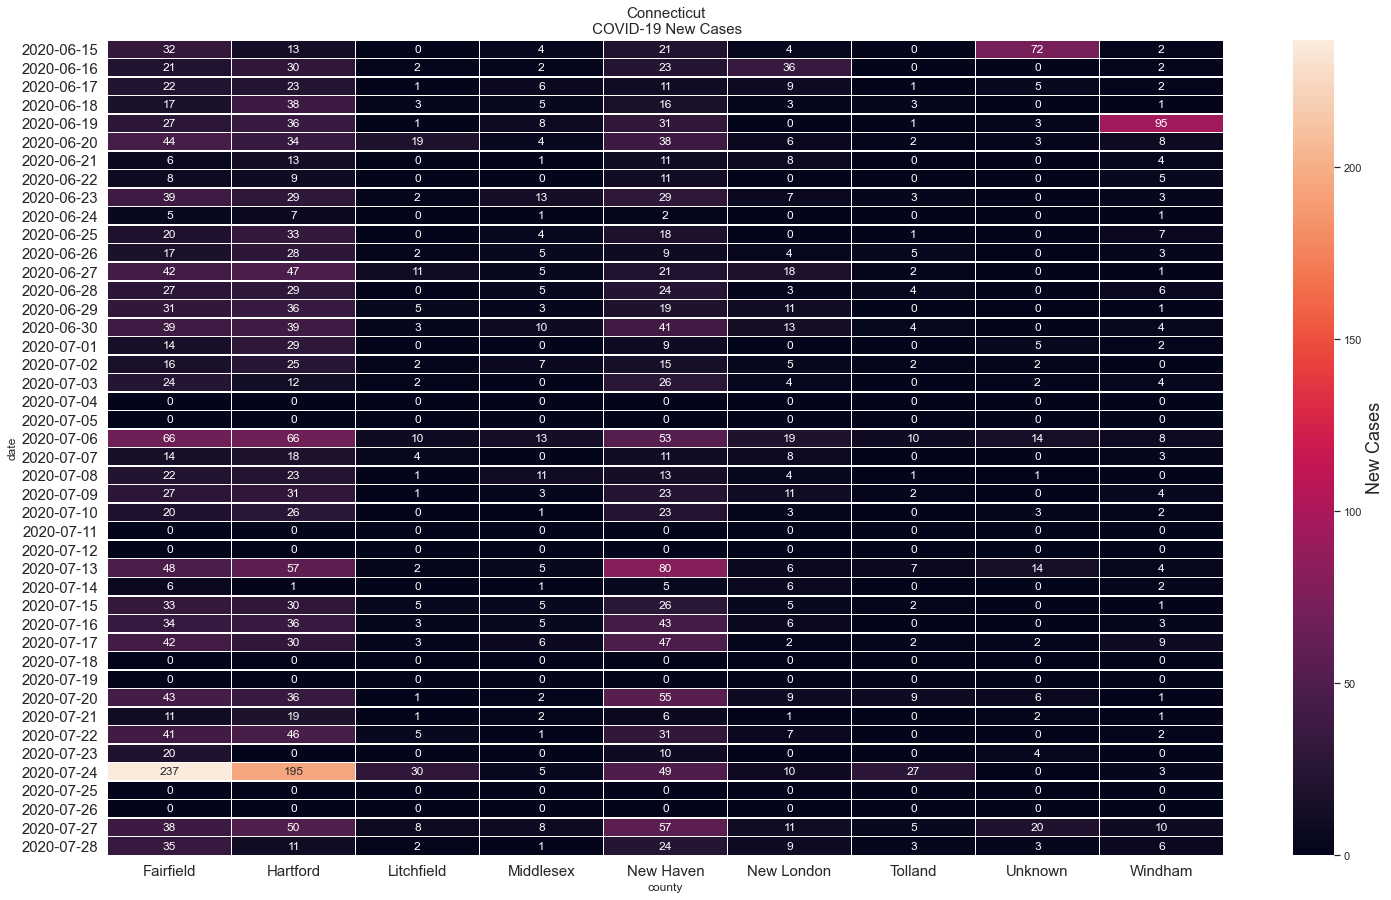 Connecticut
COVID-19 New Cases
2020-06-15 32 13 0 4 21 4 0 72 2
2020-06-16 21 30 2 2 23 36 0 0 2
2020-06-17 22 23 1 6 11 9 1 5 2
2020-06-18 17 38 3 5 16 3 3 0 1
2020-06-19 27 36 1 8 31 0 1 3 95
2020-06-20 44 34 19 4 38 6 2 3 8
2020-06-21 6 13 0 1 11 8 0 0 4
2020-06-22 8 9 0 0 11 0 0 0 5
2020-06-23 39 29 2 13 29 7 3 0 3
2020-06-24 5 7 0 1 2 0 0 0 1
2020-06-25 20 33 0 4 18 0 1 0 7
2020-06-26 17 28 2 5 9 4 5 0 3
2020-06-27 42 47 11 5 21 18 2 0 1
2020-06-28 27 29 0 5 24 3 4 0 6
2020-06-29 31 36 5 3 19 11 0 0 1
2020-06-30 39 39 3 10 41 13 4 0 4
2020-07-01 14 29 0 0 9 0 0 5 2
2020-07-02 16 25 2 7 15 5 2 2 0
2020-07-03 24 12 2 0 26 4 0 2 4
2020-07-04 0 0 0 0 0 0 0 0 0
2020-07-05 0 0 0 0 0 0 0 0 0
2020-07-06 66 66 10 13 53 19 10 14 8
2020-07-07 14 18 4 0 11 8 0 0 3
2020-07-08 22 23 1 11 13 4 1 1 0
2020-07-09 27 31 1 3 23 11 2 0 4
2020-07-10 20 26 0 1 23 3 0 3 2
2020-07-11 0 0 0 0 0 0 0 0 0
2020-07-12 0 0 0 0 0 0 0 0 0
2020-07-13 48 57 2 5 80 6 7 14 4
2020-07-14 6 1 0 1 5 6 0 0 2
2020-07-15 33 30 5 5 26 5 2 0 1
2020-07-16 34 36 3 5 43 6 0 0 3
2020-07-17 42 30 3 6 47 2 2 2 9
2020-07-18 0 0 0 0 0 0 0 0 0
2020-07-19 0 0 0 0 0 0 0 0 0
2020-07-20 43 36 1 2 55 9 9 6 1
2020-07-21 11 19 1 2 6 1 0 2 1
2020-07-22 41 46 5 1 31 7 0 0 2
2020-07-23 20 0 0 0 10 0 0 4 0
2020-07-24 237 195 30 5 49 10 27 0 3
2020-07-25 0 0 0 0 0 0 0 0 0
2020-07-26 0 0 0 0 0 0 0 0 0
2020-07-27 38 50 8 8 57 11 5 20 10
2020-07-28 35 11 2 1 24 9 3 3 6
date
Fairfield Hartford Litchfield Middlesex New Haven New London Tolland Unknown Windham
county
200
150
100
50
0
New Cases